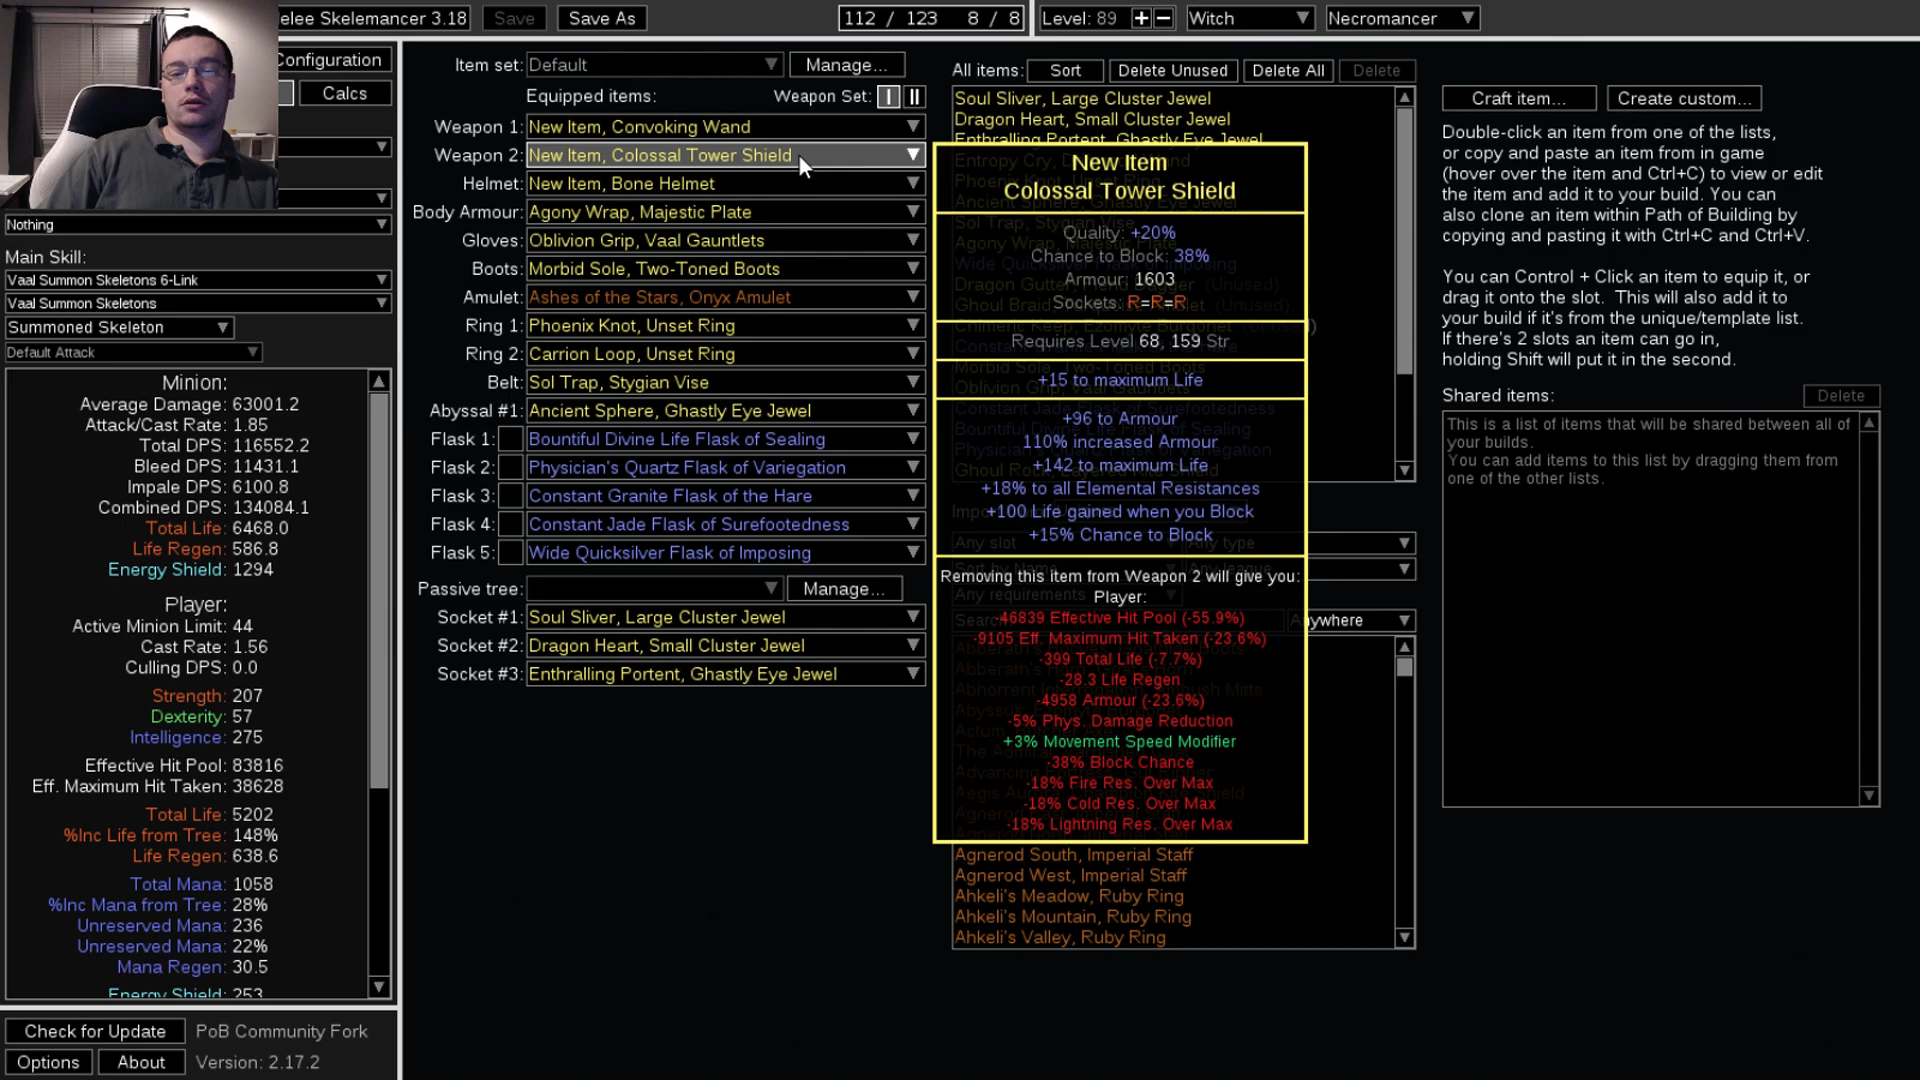 elee Skelemancer 3.18
Save
Save As
112 / 123 8 / 8
Level: 89
Witch
Necromancer
Configuration
Calcs
Nothing
Main Skill:
Vaal Summon Skeletons 6-Link
Vaal Summon Skeletons
Summoned Skeleton
Default Attack
Minion:
Average Damage: 63001.2
Attack/Cast Rate: 1.85
Total DPS: 116552.2
Bleed DPS: 11431.1
Impale DPS: 6100.8
Combined DPS: 134084.1
Total Life: 6468.0
Life Regen: 586.8
Energy Shield: 1294
Player:
Active Minion Limit: 44
Cast Rate: 1.56
Culling DPS: 0.0
Strength: 207
Dexterity: 57
Intelligence: 275
Effective Hit Pool: 83816
Eff. Maximum Hit Taken: 38628
Total Life: 5202
%Inc Life from Tree: 148%
Life Regen: 638.6
Total Mana: 1058
%Inc Mana from Tree: 28%
Unreserved Mana: 236
Unreserved Mana: 22%
Mana Regen: 30.5
Energy Shield: 253
Check for Update
PoB Community Fork
Options
About
Version: 2.17.2
Item set: Default
Manage...
Equipped items:
Weapon Set: I II
Weapon 1: New Item, Convoking Wand
Weapon 2: New Item, Colossal Tower Shield
Helmet: New Item, Bone Helmet
Body Armour: Agony Wrap, Majestic Plate
Gloves: Oblivion Grip, Vaal Gauntlets
Boots: Morbid Sole, Two-Toned Boots
Amulet: Ashes of the Stars, Onyx Amulet
Ring 1: Phoenix Knot, Unset Ring
Ring 2: Carrion Loop, Unset Ring
Belt: Sol Trap, Stygian Vise
Abyssal #1: Ancient Sphere, Ghastly Eye Jewel
Flask 1: Bountiful Divine Life Flask of Sealing
Flask 2: Physician's Quartz Flask of Variegation
Flask 3: Constant Granite Flask of the Hare
Flask 4: Constant Jade Flask of Surefootedness
Flask 5: Wide Quicksilver Flask of Imposing
Passive tree:
Manage...
Socket #1: Soul Sliver, Large Cluster Jewel
Socket #2: Dragon Heart, Small Cluster Jewel
Socket #3: Enthralling Portent, Ghastly Eye Jewel
All items:
Sort
Delete Unused
Delete All
Delete
Soul Sliver, Large Cluster Jewel
Dragon Heart, Small Cluster Jewel
Enthralling Portent, Ghastly Eye Jewel
New Item
Colossal Tower Shield
Quality: +20%
Chance to Block: 38%
Armour: 1603
Sockets: R=R=R
Requires Level 68, 159 Str
+15 to maximum Life
+96 to Armour
110% increased Armour
+142 to maximum Life
+18% to all Elemental Resistances
+100 Life gained when you Block
+15% Chance to Block
Removing this item from Weapon 2 will give you:
Player:
-46839 Effective Hit Pool (-55.9%)
-9105 Eff. Maximum Hit Taken (-23.6%)
-399 Total Life (-7.7%)
-28.3 Life Regen
-4958 Armour (-23.6%)
-5% Phys. Damage Reduction
+3% Movement Speed Modifier
-38% Block Chance
-18% Fire Res. Over Max
-18% Cold Res. Over Max
-18% Lightning Res. Over Max
Anywhere
Agnerod South, Imperial Staff
Agnerod West, Imperial Staff
Ahkeli's Meadow, Ruby Ring
Ahkeli's Mountain, Ruby Ring
Ahkeli's Valley, Ruby Ring
Craft item...
Create custom...
Double-click an item from one of the lists,
or copy and paste an item from in game
(hover over the item and Ctrl+C) to view or edit
the item and add it to your build. You can
also clone an item within Path of Building by
copying and pasting it with Ctrl+C and Ctrl+V.
You can Control + Click an item to equip it, or
drag it onto the slot. This will also add it to
your build if it's from the unique/template list.
If there's 2 slots an item can go in,
holding Shift will put it in the second.
Shared items:
Delete
This is a list of items that will be shared between all of
your builds.
You can add items to this list by dragging them from
one of the other lists.